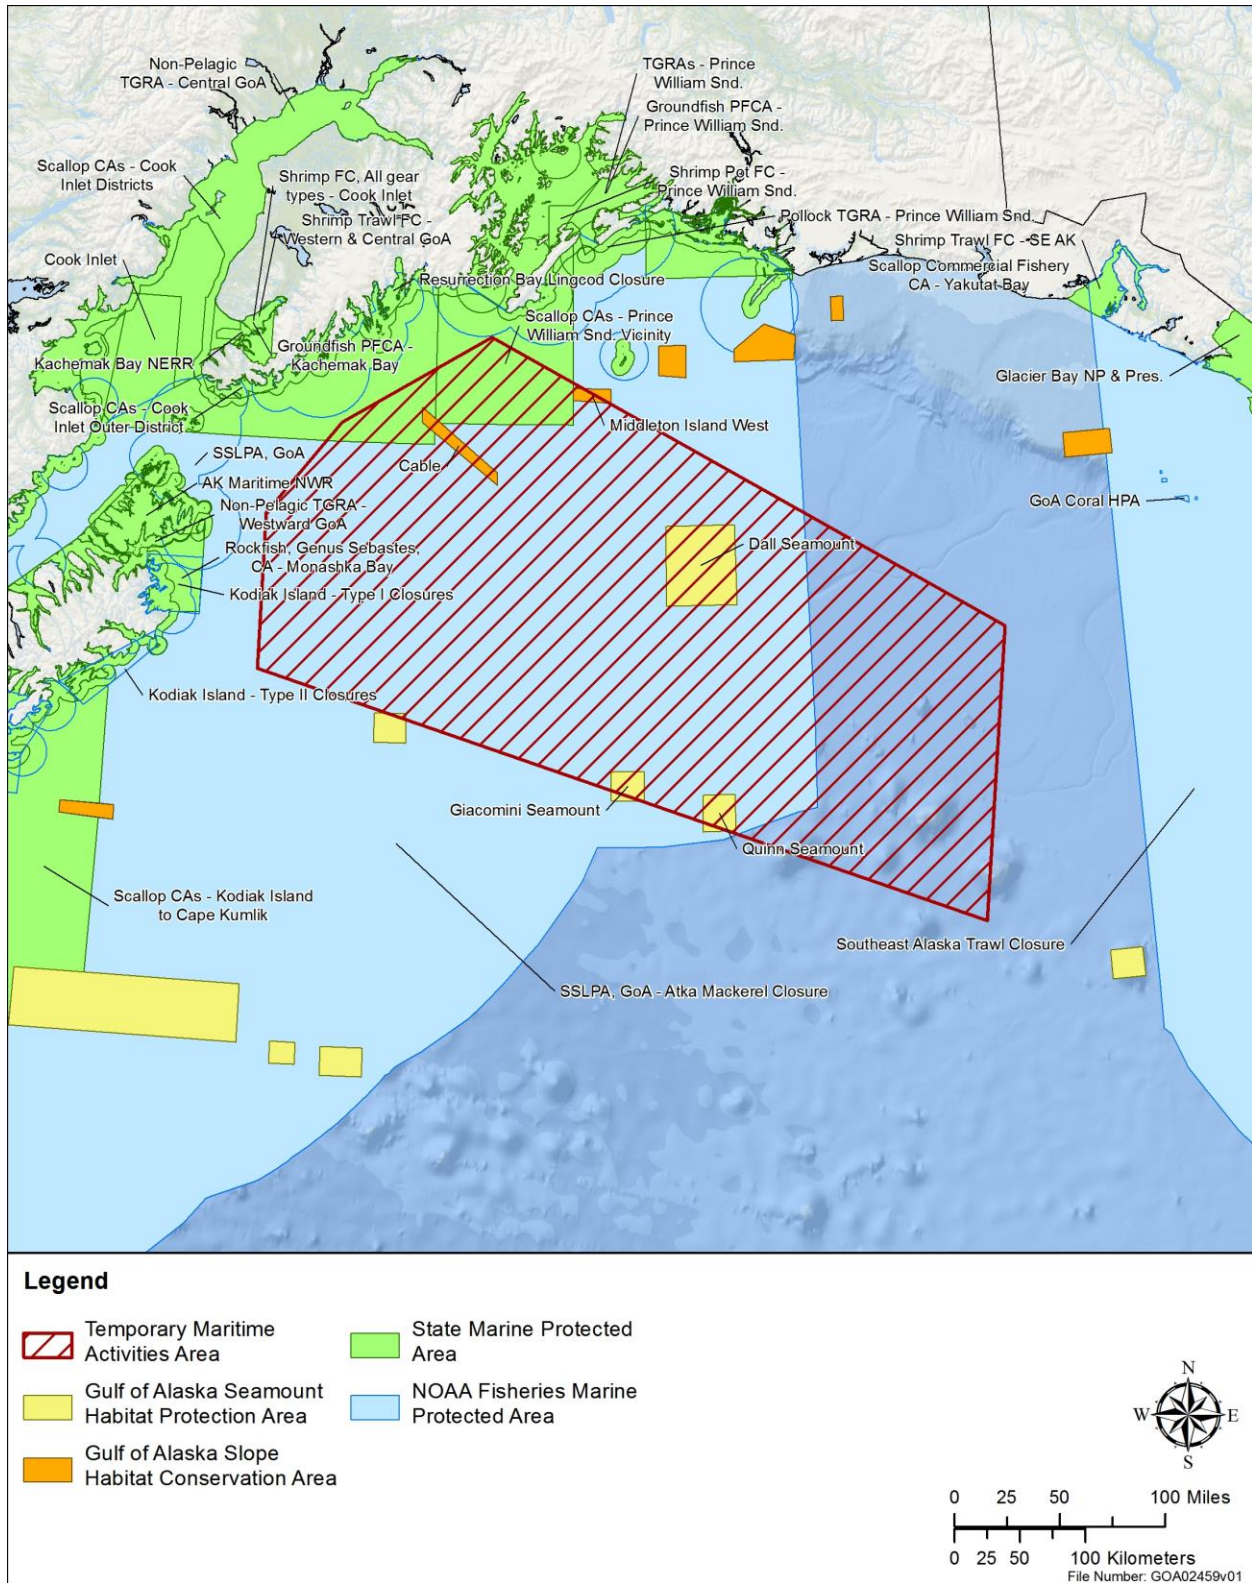 Non-Pelagic
TGRA - Central GoA
TGRAs - Prince
William Snd.
Groundfish PFCA -
Prince William Snd.
Scallop CAs - Cook
Inlet Districts
Shrimp FC, All gear
types - Cook Inlet
Shrimp Pot FC -
Prince William Snd.
Shrimp Trawl FC -
Western & Central GoA
Pollock TGRA - Prince William Snd.
Shrimp Trawl FC - SE AK
Cook Inlet
Scallop Commercial Fishery
CA - Yakutat Bay
Resurrection Bay Lingcod Closure
Scallop CAs - Prince
William Snd. Vicinity
Kachemak Bay NERR
Groundfish PFCA -
Kachemak Bay
Glacier Bay NP & Pres.
Scallop CAs - Cook
Inlet Outer District
Middleton Island West
SSLPA, GoA
Cable
AK Maritime NWR
GoA Coral HPA
Non-Pelagic TGRA -
Westward GoA
Dall Seamount
Rockfish, Genus Sebastes,
CA - Monashka Bay
Kodiak Island - Type I Closures
Kodiak Island - Type II Closures
Giacomini Seamount
Quinn Seamount
Scallop CAs - Kodiak Island
to Cape Kumlik
Southeast Alaska Trawl Closure
SSLPA, GoA - Atka Mackerel Closure
Legend
Temporary Maritime
Activities Area
State Marine Protected
Area
Gulf of Alaska Seamount
Habitat Protection Area
NOAA Fisheries Marine
Protected Area
Gulf of Alaska Slope
Habitat Conservation Area
N
W E
S
0 25 50 100 Miles
0 25 50 100 Kilometers
File Number: GOA02459v01